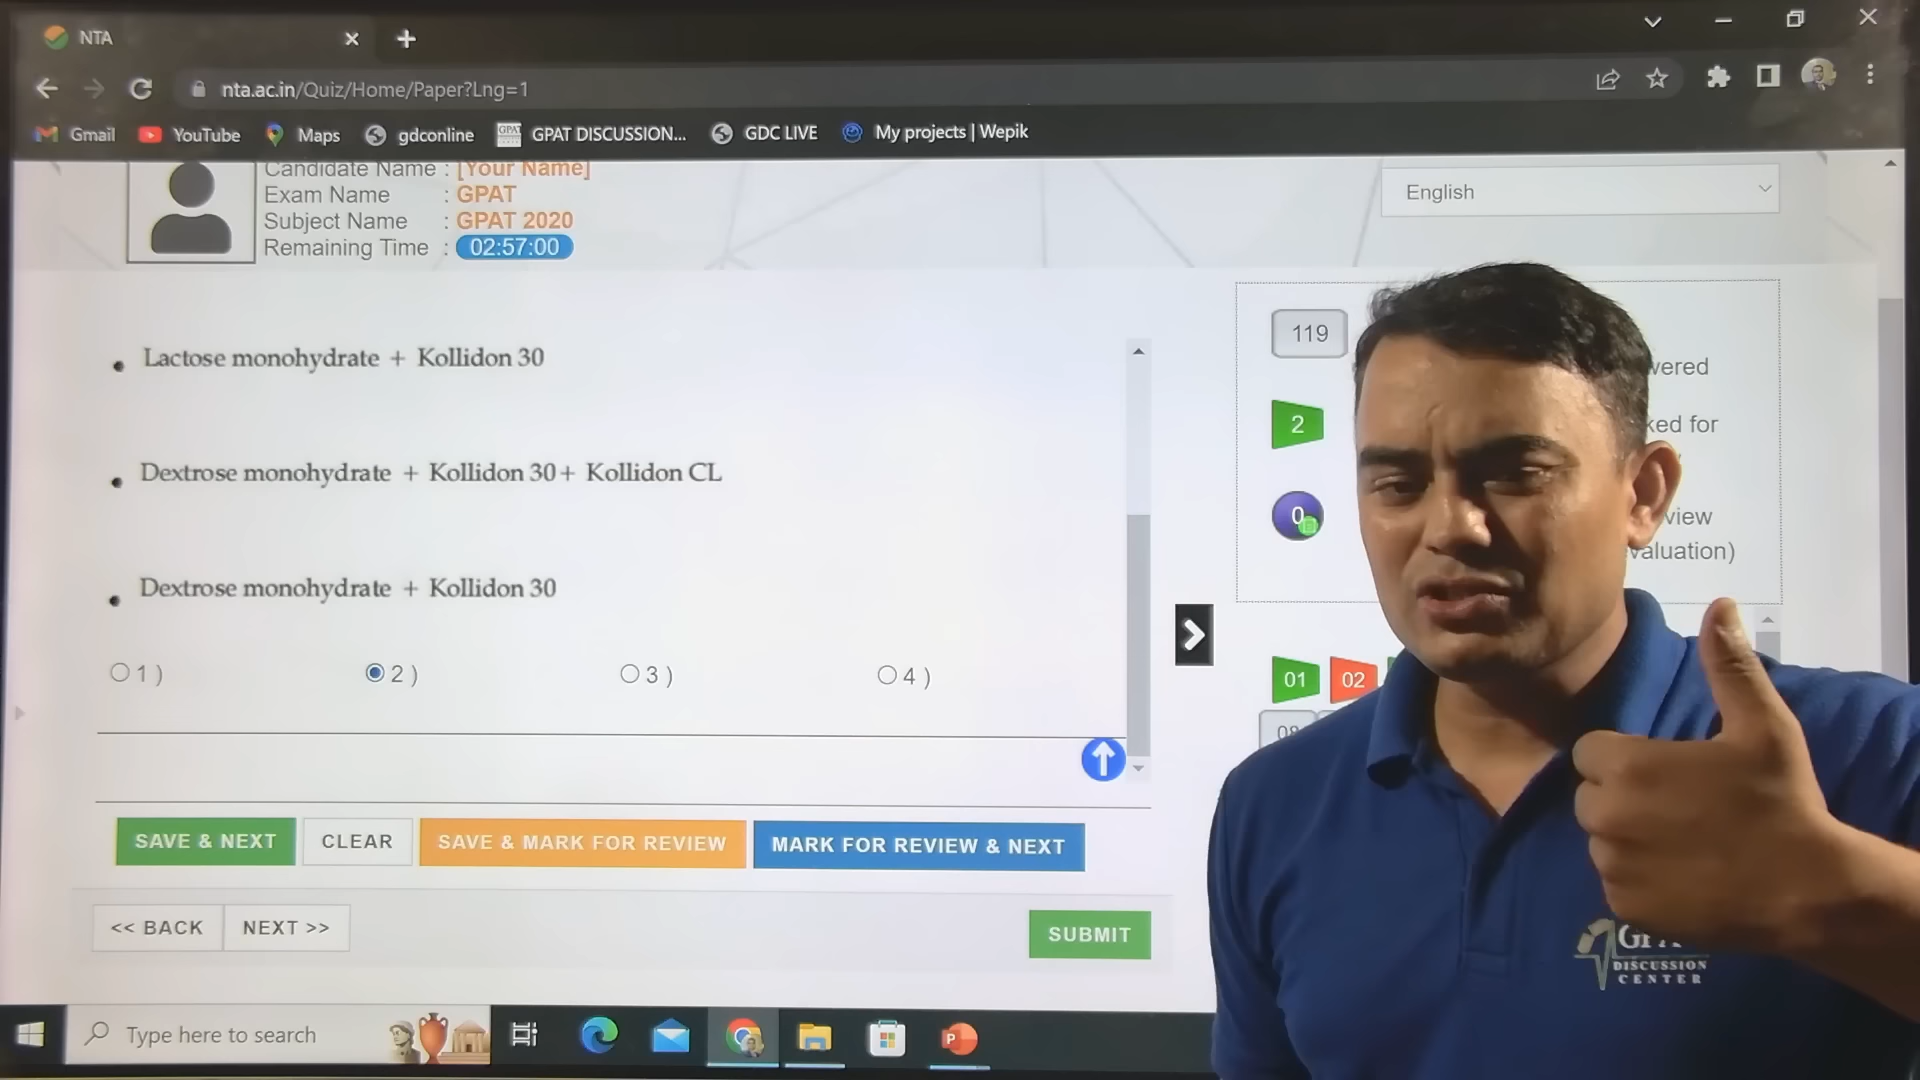 NTA
nta.ac.in/Quiz/Home/Paper?Lng=1
Gmail YouTube Maps gdconline GPAT DISCUSSION... GDC LIVE My projects | Wepik
Candidate Name : [Your Name]
Exam Name : GPAT
Subject Name : GPAT 2020
Remaining Time : 02:57:00
English
Lactose monohydrate + Kollidon 30
Dextrose monohydrate + Kollidon 30 + Kollidon CL
Dextrose monohydrate + Kollidon 30
1 ) 2 ) 3 ) 4 )
SAVE & NEXT CLEAR SAVE & MARK FOR REVIEW MARK FOR REVIEW & NEXT
<< BACK NEXT >> SUBMIT
119
wered
2
ked for
0
view
valuation)
01 02
Type here to search
DISCUSSION
CENTER